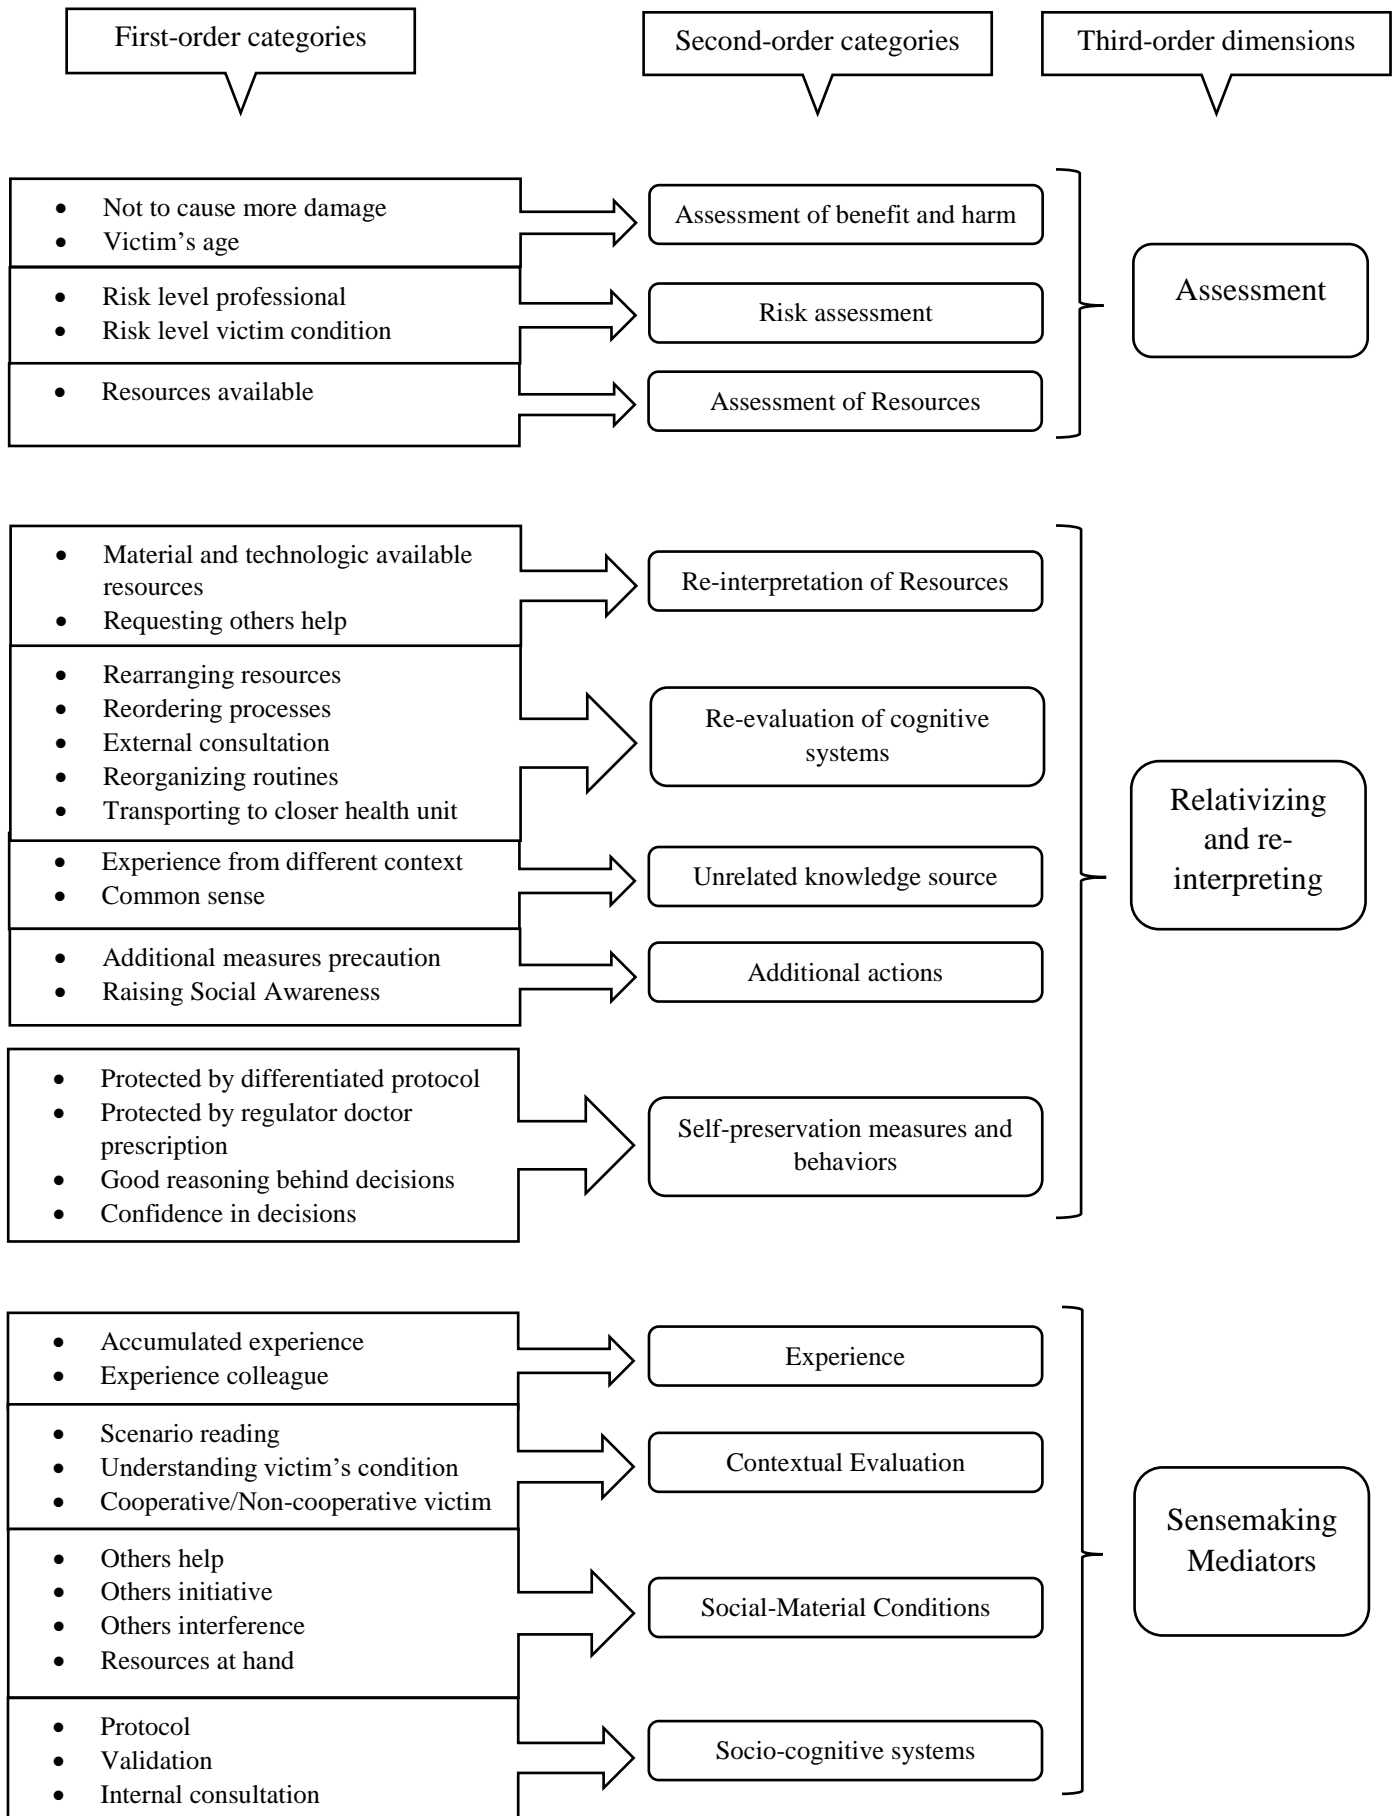 First-order categories
Second-order categories
Third-order dimensions
• Not to cause more damage
• Victim's age
Assessment of benefit and harm
• Risk level professional
• Risk level victim condition
Risk assessment
• Resources available
Assessment of Resources
Assessment
• Material and technologic available
resources
• Requesting others help
Re-interpretation of Resources
• Rearranging resources
• Reordering processes
• External consultation
• Reorganizing routines
• Transporting to closer health unit
Re-evaluation of cognitive
systems
• Experience from different context
• Common sense
Unrelated knowledge source
• Additional measures precaution
• Raising Social Awareness
Additional actions
• Protected by differentiated protocol
• Protected by regulator doctor
prescription
• Good reasoning behind decisions
• Confidence in decisions
Self-preservation measures and
behaviors
Relativizing
and re-
interpreting
• Accumulated experience
• Experience colleague
Experience
• Scenario reading
• Understanding victim's condition
• Cooperative/Non-cooperative victim
Contextual Evaluation
• Others help
• Others initiative
• Others interference
• Resources at hand
Social-Material Conditions
• Protocol
• Validation
• Internal consultation
Socio-cognitive systems
Sensemaking
Mediators